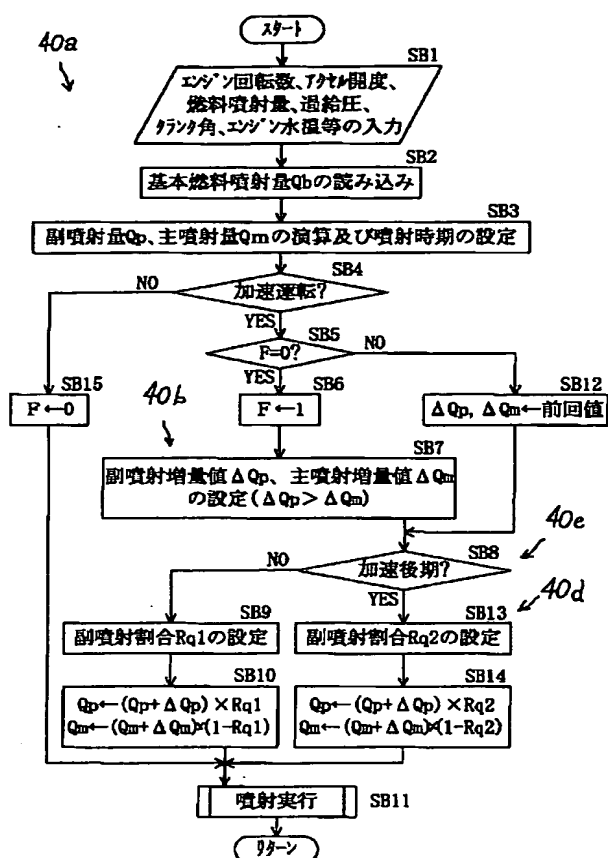 スタート
40a
SB1
エンジン回転数、アクセル開度、
燃料噴射量、過給圧、
クランク角、エンジン水温等の入力
SB2
基本燃料噴射量Qbの読み込み
SB3
副噴射量Qp、主噴射量Qmの演算及び噴射時期の設定
SB4
NO
加速運転?
YES
SB5
F=0?
NO
SB15
YES
SB6
SB12
F←0
40b
F←1
ΔQp, ΔQm←前回値
SB7
副噴射増量値ΔQp、主噴射増量値ΔQm
の設定(ΔQp>ΔQm)
40e
SB8
NO
加速後期?
YES
40d
SB9
SB13
副噴射割合Rq1の設定
副噴射割合Rq2の設定
SB10
SB14
Qp←(Qp+ΔQp)×Rq1
Qm←(Qm+ΔQm)×(1-Rq1)
Qp←(Qp+ΔQp)×Rq2
Qm←(Qm+ΔQm)×(1-Rq2)
噴射実行
SB11
リターン